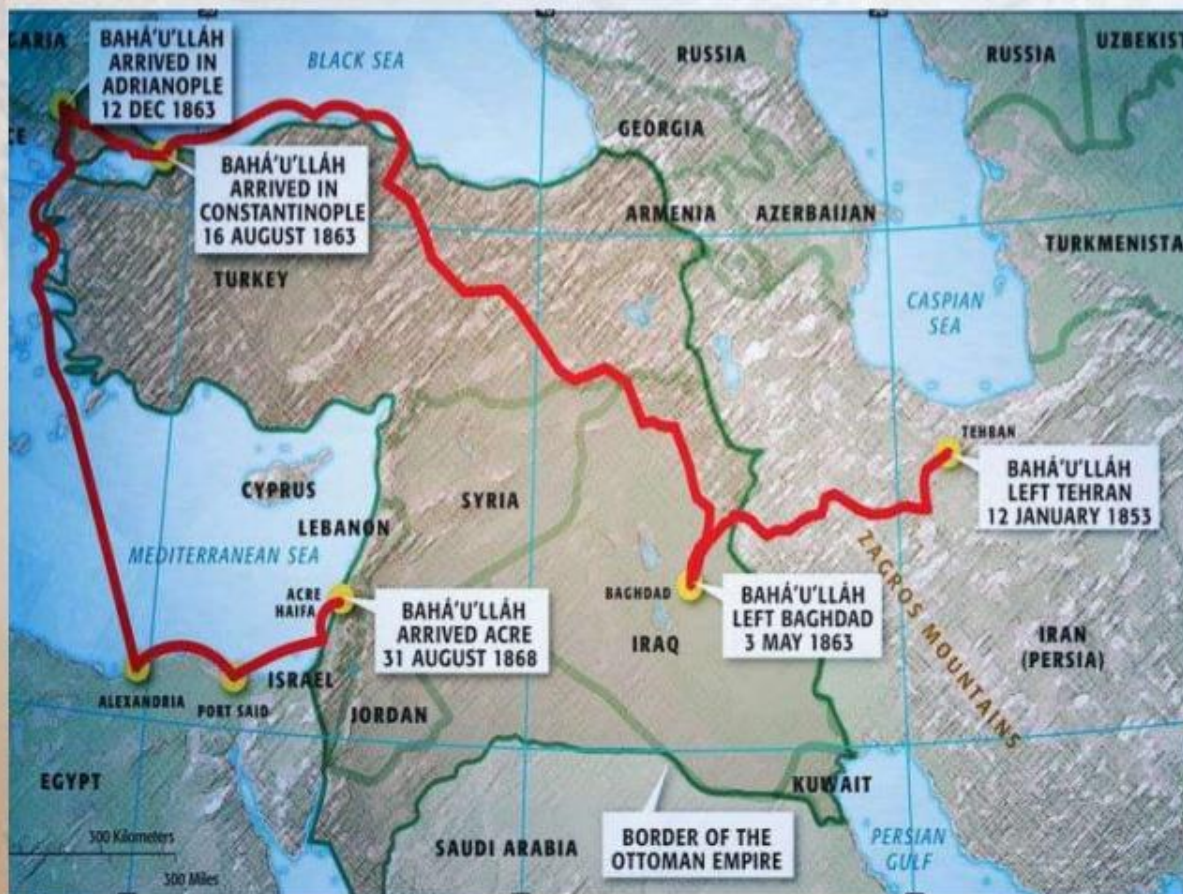 GARIA
BAHÁ'U'LLÁH
ARRIVED IN
ADRIANOPLE
12 DEC 1863
BLACK SEA
RUSSIA
RUSSIA
UZBEKIST
CE
GEORGIA
BAHÁ'U'LLÁH
ARRIVED IN
CONSTANTINOPLE
16 AUGUST 1863
ARMENIA
AZERBAIJAN
TURKMENISTA
TURKEY
CASPIAN
SEA
TEHRAN
BAHÁ'U'LLÁH
LEFT TEHRAN
12 JANUARY 1853
CYPRUS
SYRIA
LEBANON
MEDITERRANEAN SEA
ZAGROS MOUNTAINS
ACRE
HAIFA
BAHÁ'U'LLÁH
ARRIVED ACRE
31 AUGUST 1868
BAGHDAD
BAHÁ'U'LLÁH
LEFT BAGHDAD
3 MAY 1863
IRAQ
IRAN
(PERSIA)
ISRAEL
ALEXANDRIA
PORT SAID
JORDAN
EGYPT
KUWAIT
300 Kilometers
300 Miles
SAUDI ARABIA
BORDER OF THE
OTTOMAN EMPIRE
PERSIAN
GULF